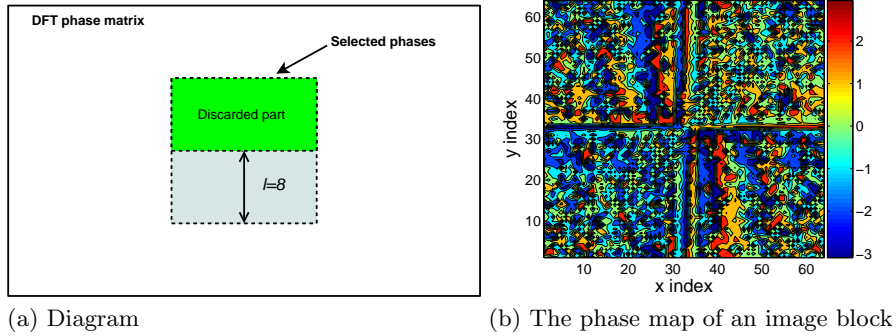 DFT phase matrix
Selected phases
Discarded part
l=8
(a) Diagram
60
50
40
30
20
10
y index
10 20 30 40 50 60
x index
2
1
0
−1
−2
−3
(b) The phase map of an image block